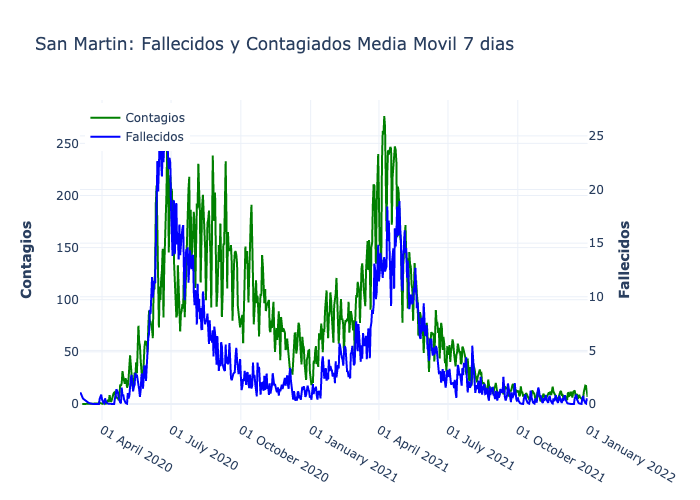 San Martin: Fallecidos y Contagiados Media Movil 7 dias
Contagios
Fallecidos
250
200
150
100
50
0
25
20
15
10
5
0
Contagios
Fallecidos
01 April 2020
01 July 2020
01 October 2020
01 January 2021
01 April 2021
01 July 2021
01 October 2021
01 January 2022